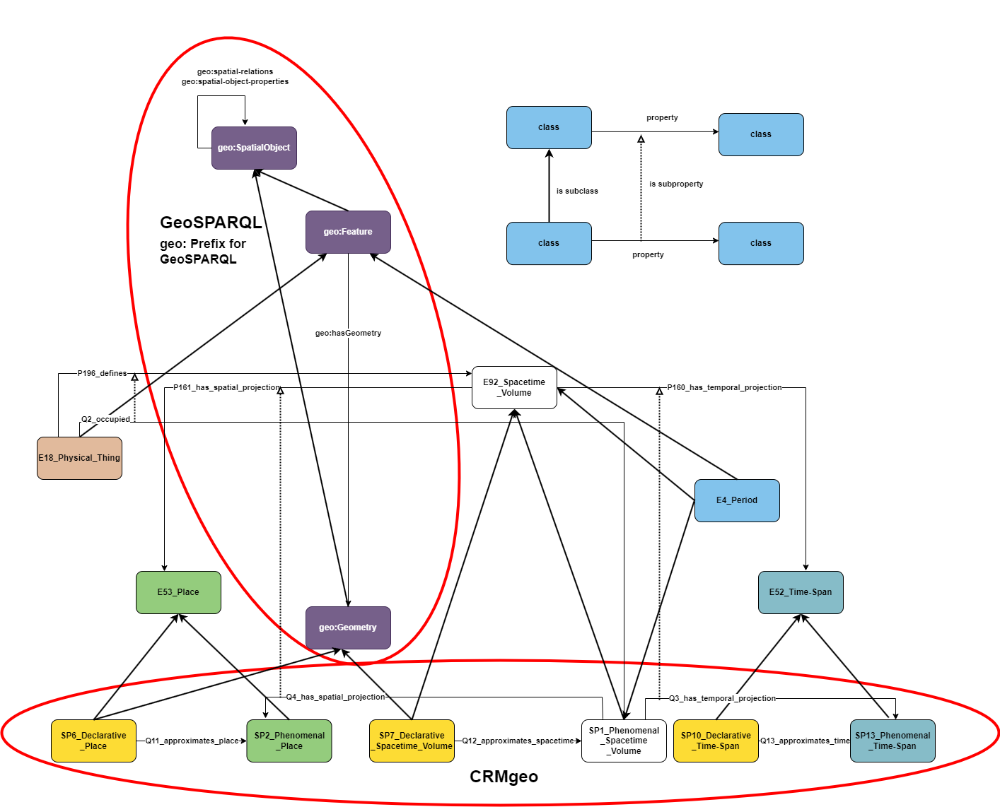 geo:spatial-relations
geo:spatial-object-properties
geo:SpatialObject
class
property
class
is subclass
is subproperty
class
property
class
GeoSPARQL
geo: Prefix for
GeoSPARQL
geo:Feature
geo:hasGeometry
P196_defines
E92_Spacetime
_Volume
P161_has_spatial_projection
P160_has_temporal_projection
Q2_occupied
E18_Physical_Thing
E4_Period
E53_Place
E52_Time-Span
geo:Geometry
Q4_has_spatial_projection
Q3_has_temporal_projection
SP6_Declarative
_Place
Q11_approximates_place
SP2_Phenomenal
_Place
SP7_Declarative
_Spacetime_Volume
Q12_approximates_spacetime
SP1_Phenomenal
_Spacetime
_Volume
SP10_Declarative
_Time-Span
Q13_approximates_time
SP13_Phenomenal
_Time-Span
CRMgeo